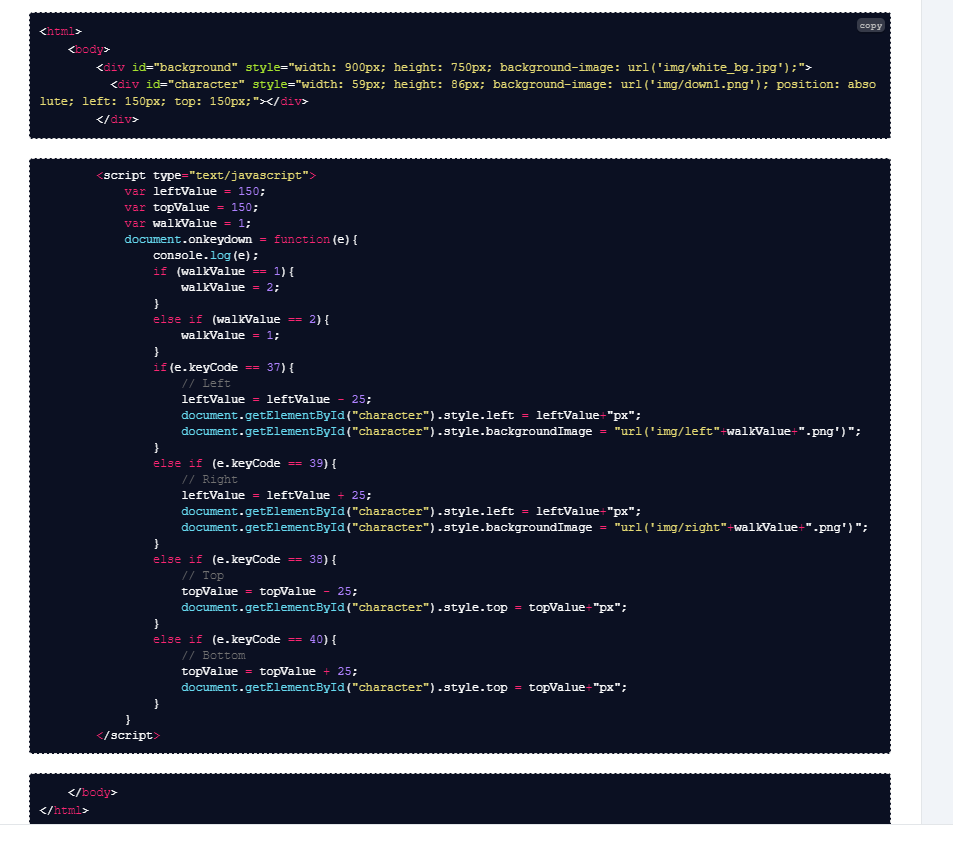 copy
<html>
    <body>
        <div id="background" style="width: 900px; height: 750px; background-image: url('img/white_bg.jpg');">
          <div id="character" style="width: 59px; height: 86px; background-image: url('img/down1.png'); position: abso
lute; left: 150px; top: 150px;"></div>
        </div>
        <script type="text/javascript">
            var leftValue = 150;
            var topValue = 150;
            var walkValue = 1;
            document.onkeydown = function(e){
                console.log(e);
                if (walkValue == 1){
                    walkValue = 2;
                }
                else if (walkValue == 2){
                    walkValue = 1;
                }
                if(e.keyCode == 37){
                    // Left
                    leftValue = leftValue - 25;
                    document.getElementById("character").style.left = leftValue+"px";
                    document.getElementById("character").style.backgroundImage = "url('img/left"+walkValue+".png')";
                }
                else if (e.keyCode == 39){
                    // Right
                    leftValue = leftValue + 25;
                    document.getElementById("character").style.left = leftValue+"px";
                    document.getElementById("character").style.backgroundImage = "url('img/right"+walkValue+".png')";
                }
                else if (e.keyCode == 38){
                    // Top
                    topValue = topValue - 25;
                    document.getElementById("character").style.top = topValue+"px";
                }
                else if (e.keyCode == 40){
                    // Bottom
                    topValue = topValue + 25;
                    document.getElementById("character").style.top = topValue+"px";
                }
            }
        </script>
    </body>
</html>